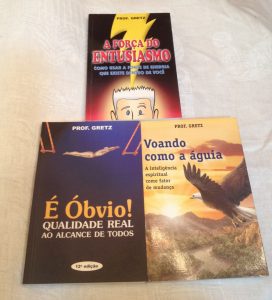 PROF. GRETZ
A FORÇA DO
ENTUSIASMO
COMO USAR A FONTE DE ENERGIA
QUE EXISTE DENTRO DE VOCÊ
PROF. GRETZ
É Óbvio!
QUALIDADE REAL
AO ALCANCE DE TODOS
12ª edição
PROF. GRETZ
Voando
como a águia
A inteligência
espiritual
como fator
de mudança